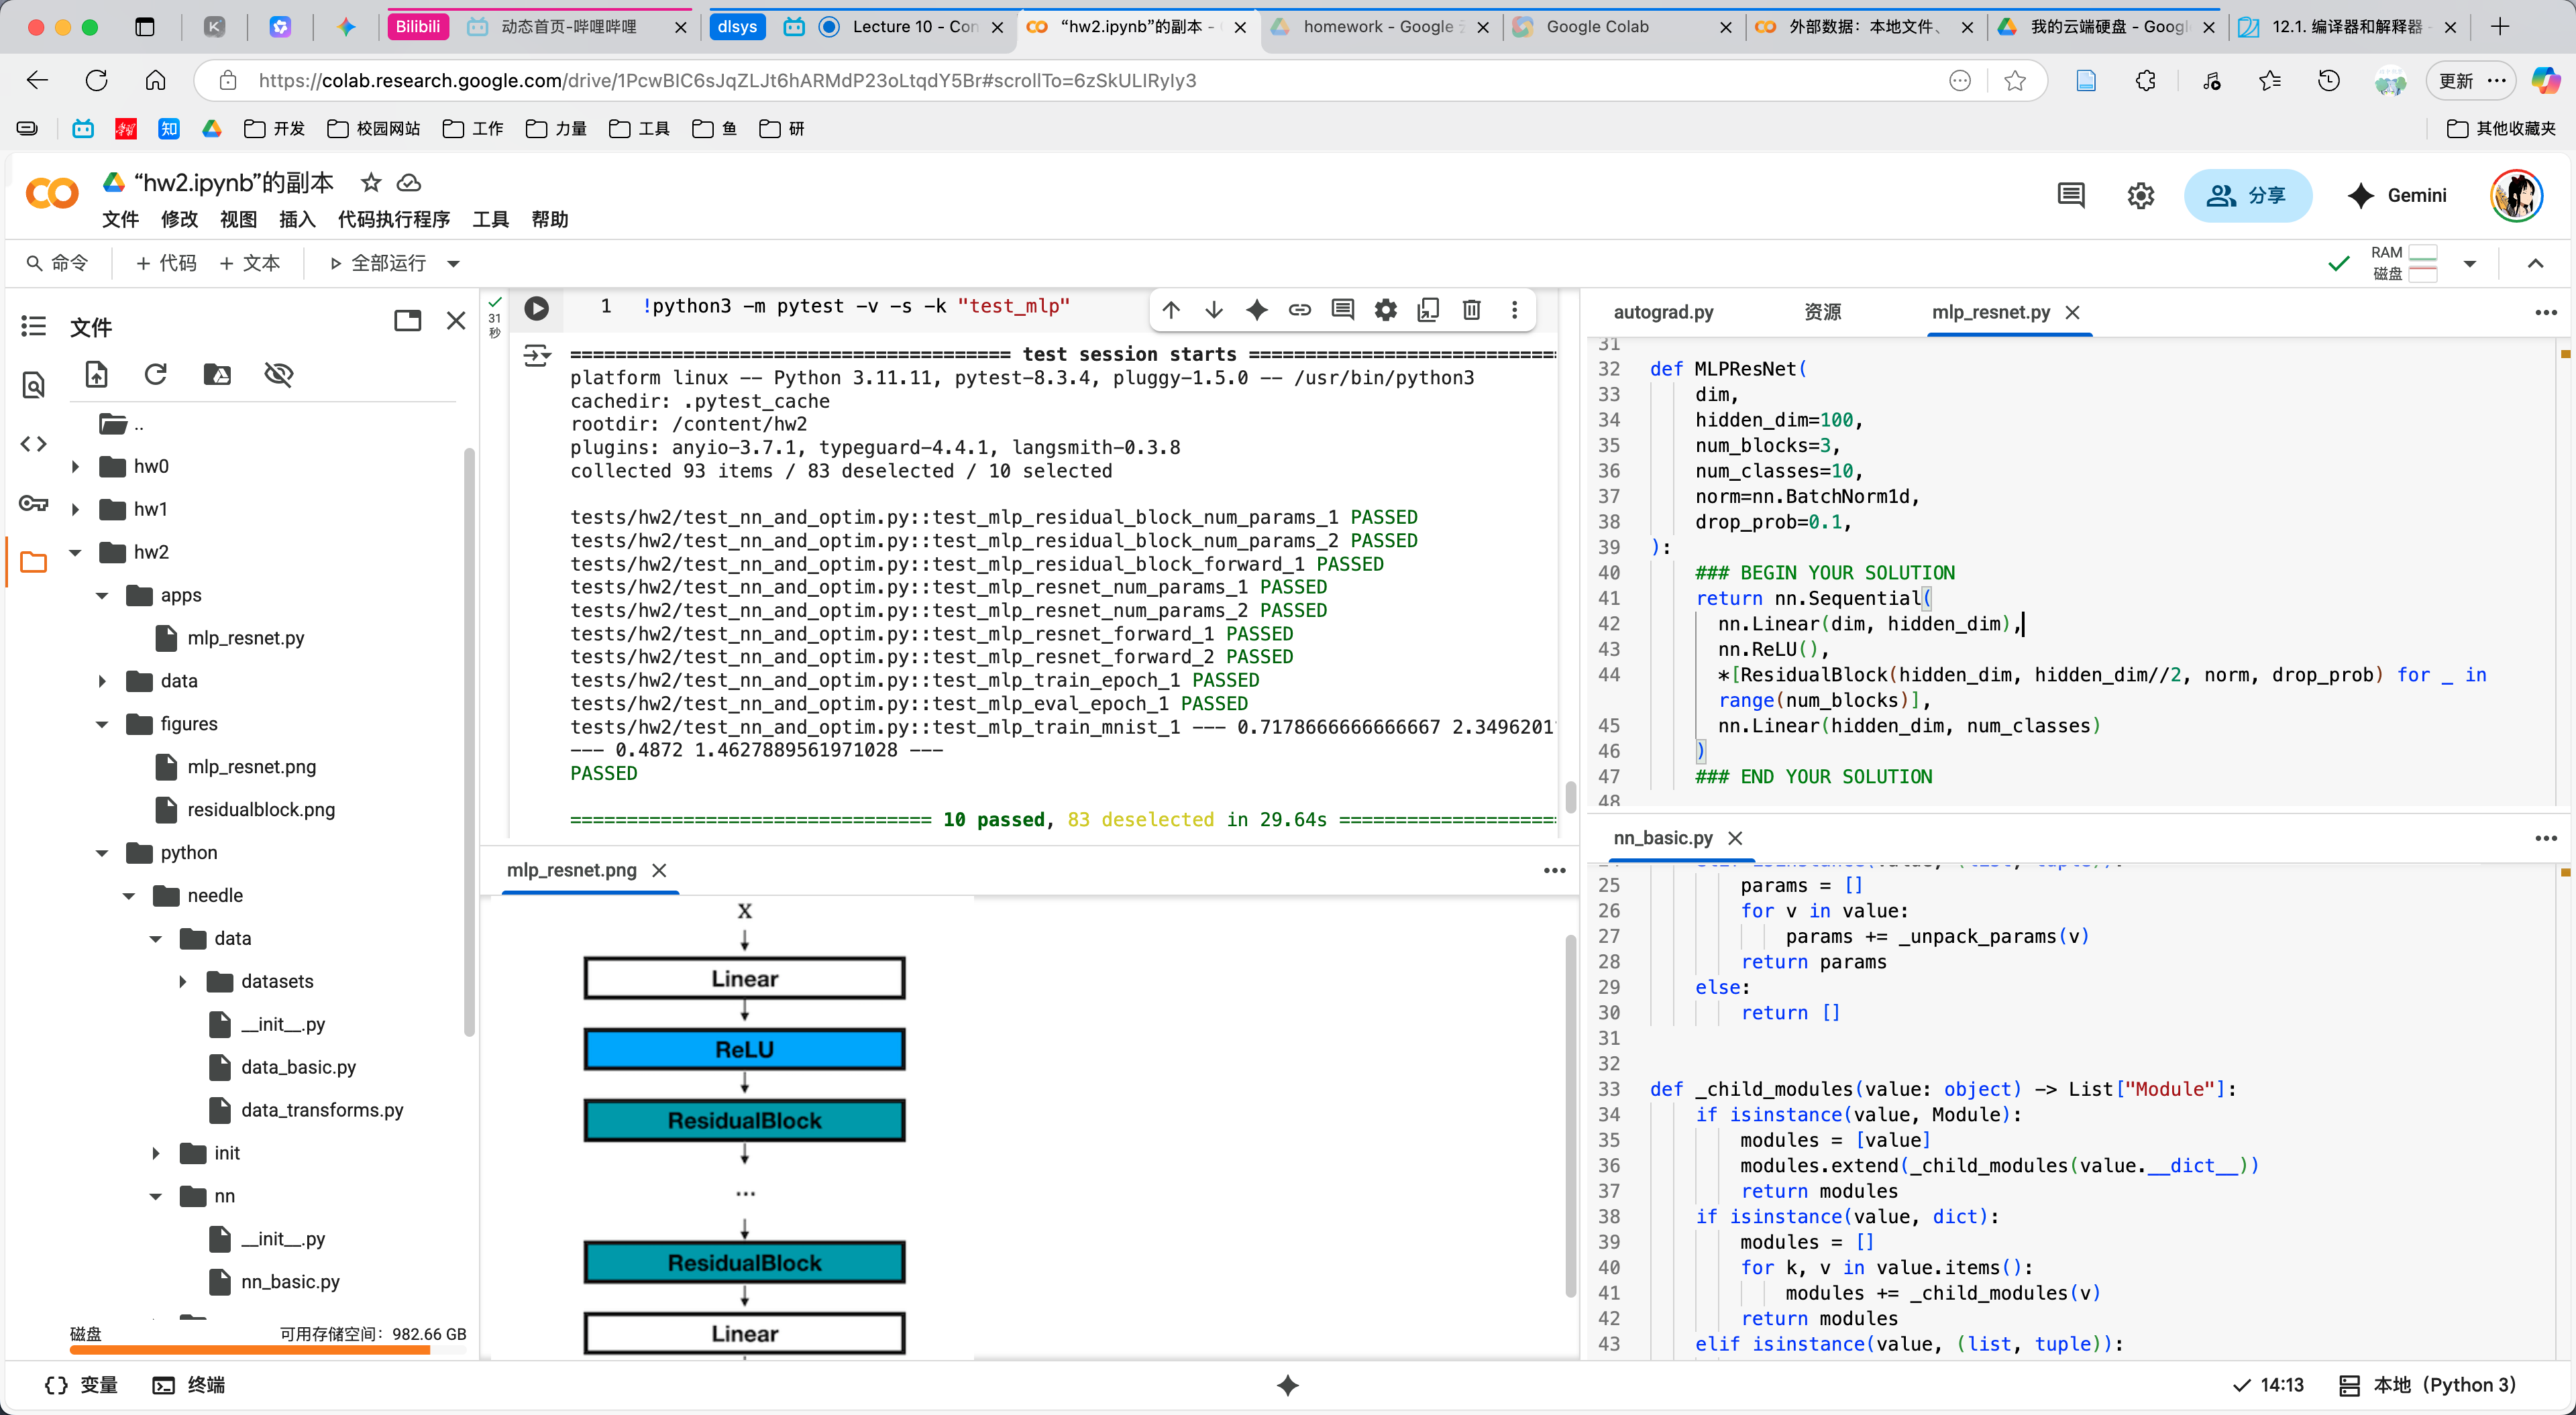 Bilibili
动态首页-哔哩哔哩
dlsys
Lecture 10 - Con
“hw2.ipynb”的副本 -
homework - Google
Google Colab
外部数据：本地文件、
我的云端硬盘 - Googl
12.1. 编译器和解释器
https://colab.research.google.com/drive/1PcwBIC6sJqZLJt6hARMdP23oLtqdY5Br#scrollTo=6zSkULIRyIy3
更新
知
开发
校园网站
工作
力量
工具
鱼
研
其他收藏夹
“hw2.ipynb”的副本
文件 修改 视图 插入 代码执行程序 工具 帮助
分享
Gemini
命令
+ 代码 + 文本
全部运行
RAM
磁盘
文件
..
hw0
hw1
hw2
apps
mlp_resnet.py
data
figures
mlp_resnet.png
residualblock.png
python
needle
data
datasets
__init__.py
data_basic.py
data_transforms.py
init
nn
__init__.py
nn_basic.py
磁盘 可用存储空间：982.66 GB
31
秒
1 !python3 -m pytest -v -s -k "test_mlp"
======================================= test session starts ===========================
platform linux -- Python 3.11.11, pytest-8.3.4, pluggy-1.5.0 -- /usr/bin/python3
cachedir: .pytest_cache
rootdir: /content/hw2
plugins: anyio-3.7.1, typeguard-4.4.1, langsmith-0.3.8
collected 93 items / 83 deselected / 10 selected
tests/hw2/test_nn_and_optim.py::test_mlp_residual_block_num_params_1 PASSED
tests/hw2/test_nn_and_optim.py::test_mlp_residual_block_num_params_2 PASSED
tests/hw2/test_nn_and_optim.py::test_mlp_residual_block_forward_1 PASSED
tests/hw2/test_nn_and_optim.py::test_mlp_resnet_num_params_1 PASSED
tests/hw2/test_nn_and_optim.py::test_mlp_resnet_num_params_2 PASSED
tests/hw2/test_nn_and_optim.py::test_mlp_resnet_forward_1 PASSED
tests/hw2/test_nn_and_optim.py::test_mlp_resnet_forward_2 PASSED
tests/hw2/test_nn_and_optim.py::test_mlp_train_epoch_1 PASSED
tests/hw2/test_nn_and_optim.py::test_mlp_eval_epoch_1 PASSED
tests/hw2/test_nn_and_optim.py::test_mlp_train_mnist_1 --- 0.7178666666666667 2.3496201
--- 0.4872 1.4627889561971028 ---
PASSED
================================ 10 passed, 83 deselected in 29.64s ===================
mlp_resnet.png
X
Linear
ReLU
ResidualBlock
...
ResidualBlock
Linear
autograd.py
资源
mlp_resnet.py
31
32 def MLPResNet(
33 dim,
34 hidden_dim=100,
35 num_blocks=3,
36 num_classes=10,
37 norm=nn.BatchNorm1d,
38 drop_prob=0.1,
39 ):
40 ### BEGIN YOUR SOLUTION
41 return nn.Sequential(
42 nn.Linear(dim, hidden_dim),
43 nn.ReLU(),
44 *[ResidualBlock(hidden_dim, hidden_dim//2, norm, drop_prob) for _ in
range(num_blocks)],
45 nn.Linear(hidden_dim, num_classes)
46 )
47 ### END YOUR SOLUTION
48
nn_basic.py
24 elif isinstance(value, (list, tuple)):
25 params = []
26 for v in value:
27 params += _unpack_params(v)
28 return params
29 else:
30 return []
31
32
33 def _child_modules(value: object) -> List["Module"]:
34 if isinstance(value, Module):
35 modules = [value]
36 modules.extend(_child_modules(value.__dict__))
37 return modules
38 if isinstance(value, dict):
39 modules = []
40 for k, v in value.items():
41 modules += _child_modules(v)
42 return modules
43 elif isinstance(value, (list, tuple)):
{} 变量
终端
14:13
本地（Python 3）